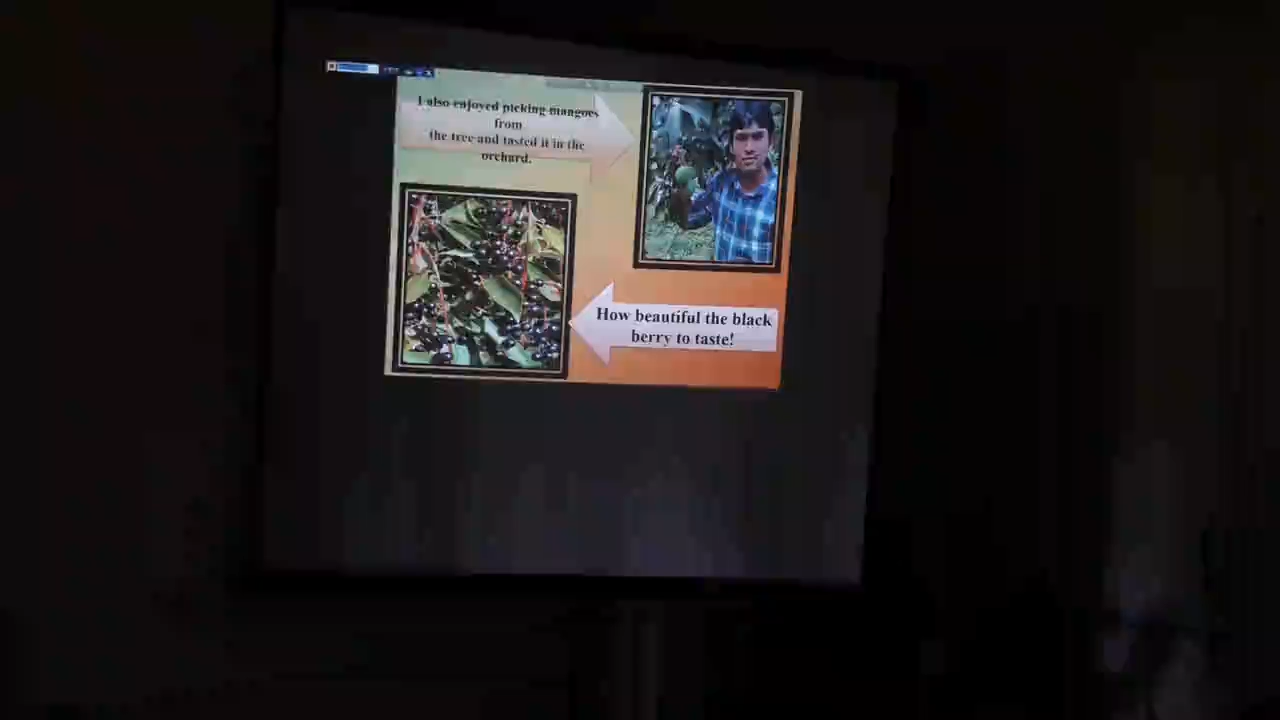 I also enjoyed picking mangoes
from
the tree and tasted it in the
orchard.
How beautiful the black
berry to taste!